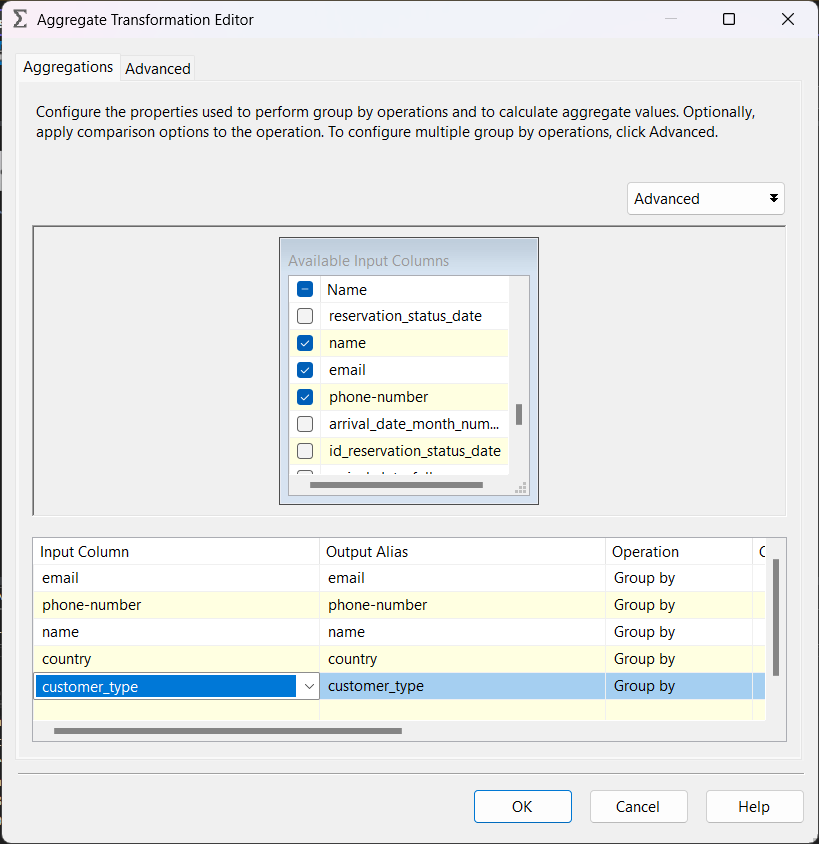 Aggregate Transformation Editor
Aggregations
Advanced
Configure the properties used to perform group by operations and to calculate aggregate values. Optionally,
apply comparison options to the operation. To configure multiple group by operations, click Advanced.
Advanced
Available Input Columns
Name
reservation_status_date
name
email
phone-number
arrival_date_month_num...
id_reservation_status_date
Input Column Output Alias Operation
email email Group by
phone-number phone-number Group by
name name Group by
country country Group by
customer_type customer_type Group by
OK Cancel Help